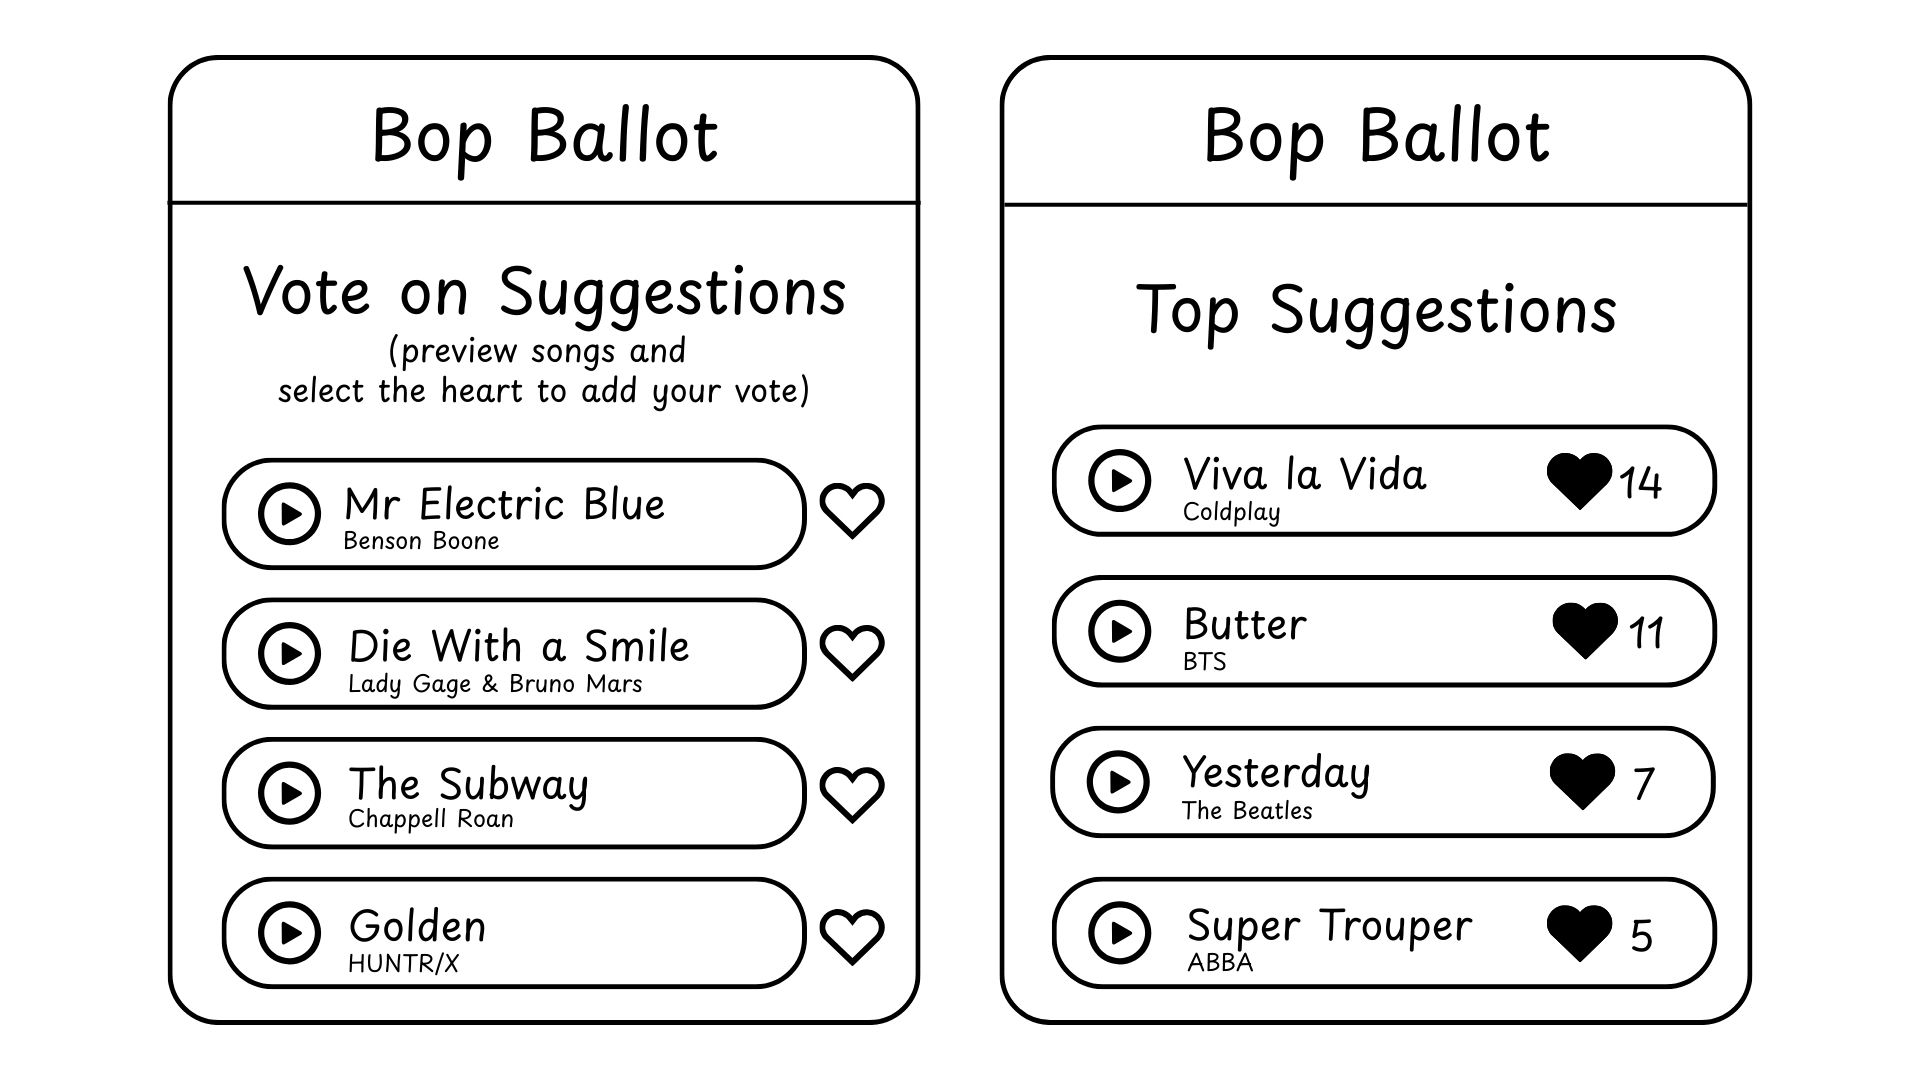 Bop Ballot
Vote on Suggestions
(preview songs and
select the heart to add your vote)
Mr Electric Blue
Benson Boone
Die With a Smile
Lady Gage & Bruno Mars
The Subway
Chappell Roan
Golden
HUNTR/X
Bop Ballot
Top Suggestions
Viva la Vida
Coldplay
14
Butter
BTS
11
Yesterday
The Beatles
7
Super Trouper
ABBA
5